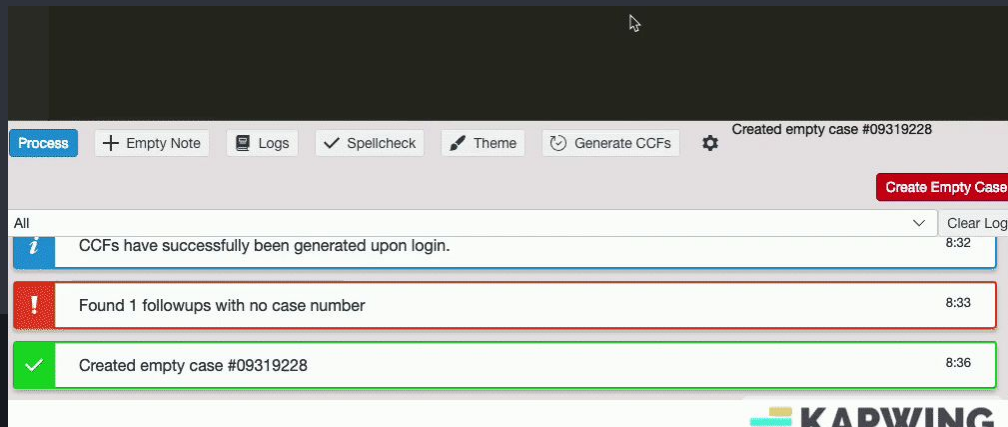 Process
Empty Note
Logs
Spellcheck
Theme
Generate CCFs
Created empty case #09319228
Create Empty Case
All
Clear Log
CCFs have successfully been generated upon login.
8:32
Found 1 followups with no case number
8:33
Created empty case #09319228
8:36
KAPWING